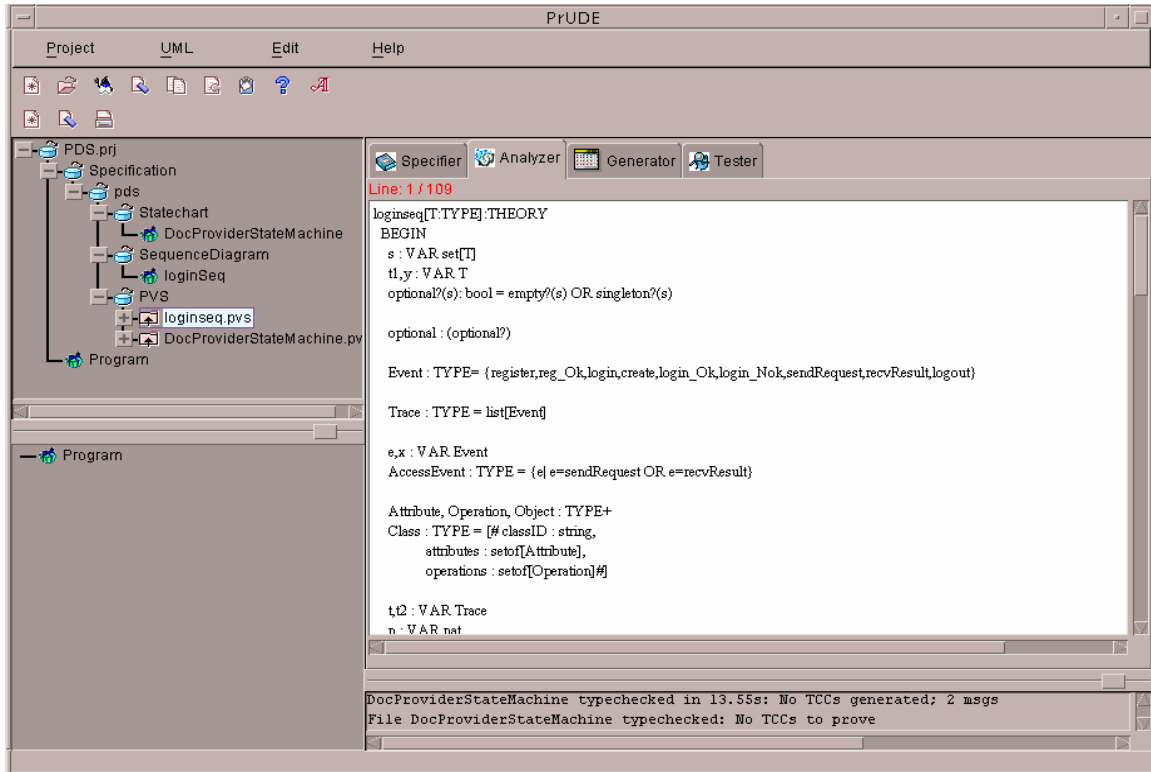 PrUDE
Project UML Edit Help
PDS.prj
Specification
pds
Statechart
DocProviderStateMachine
SequenceDiagram
loginSeq
PVS
loginseq.pvs
DocProviderStateMachine.pv
Program
Program
Specifier Analyzer Generator Tester
Line: 1 / 109
loginseq[T:TYPE]:THEORY
BEGIN
s : VAR set[T]
t1,y : VAR T
optional?(s): bool = empty?(s) OR singleton?(s)
optional : (optional?)
Event : TYPE= {register,reg_Ok,login,create,login_Ok,login_Nok,sendRequest,recvResult,logout}
Trace : TYPE = list[Event]
e,x : VAR Event
AccessEvent : TYPE = {e| e=sendRequest OR e=recvResult}
Attribute, Operation, Object : TYPE+
Class : TYPE = [# classID : string,
attributes : setof[Attribute],
operations : setof[Operation]#]
t,t2 : VAR Trace
n : VAR nat
DocProviderStateMachine typechecked in 13.55s: No TCCs generated; 2 msgs
File DocProviderStateMachine typechecked: No TCCs to prove